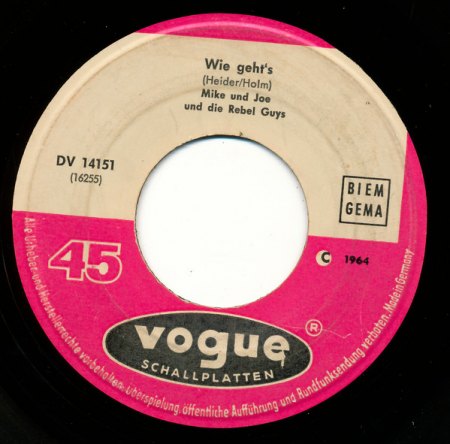 Wie geht's
(Heider/Holm)
Mike und Joe
und die Rebel Guys
DV 14151
(16255)
BIEM
GEMA
45
C 1964
vogue ®
SCHALLPLATTEN
Alle Urheber- und Herstellerrechte vorbehalten. Überspielung, öffentliche Aufführung und Rundfunksendung verboten. Made in Germany